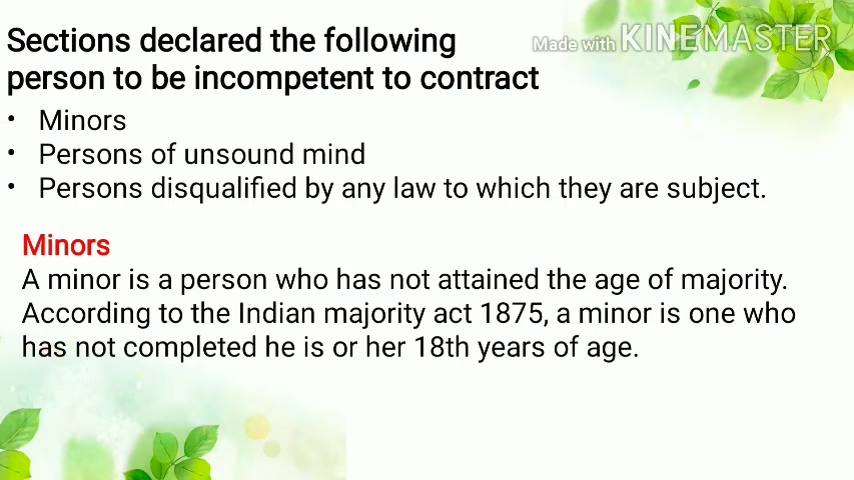 Made with KINEMASTER
Sections declared the following
person to be incompetent to contract
• Minors
• Persons of unsound mind
• Persons disqualified by any law to which they are subject.
Minors
A minor is a person who has not attained the age of majority.
According to the Indian majority act 1875, a minor is one who
has not completed he is or her 18th years of age.